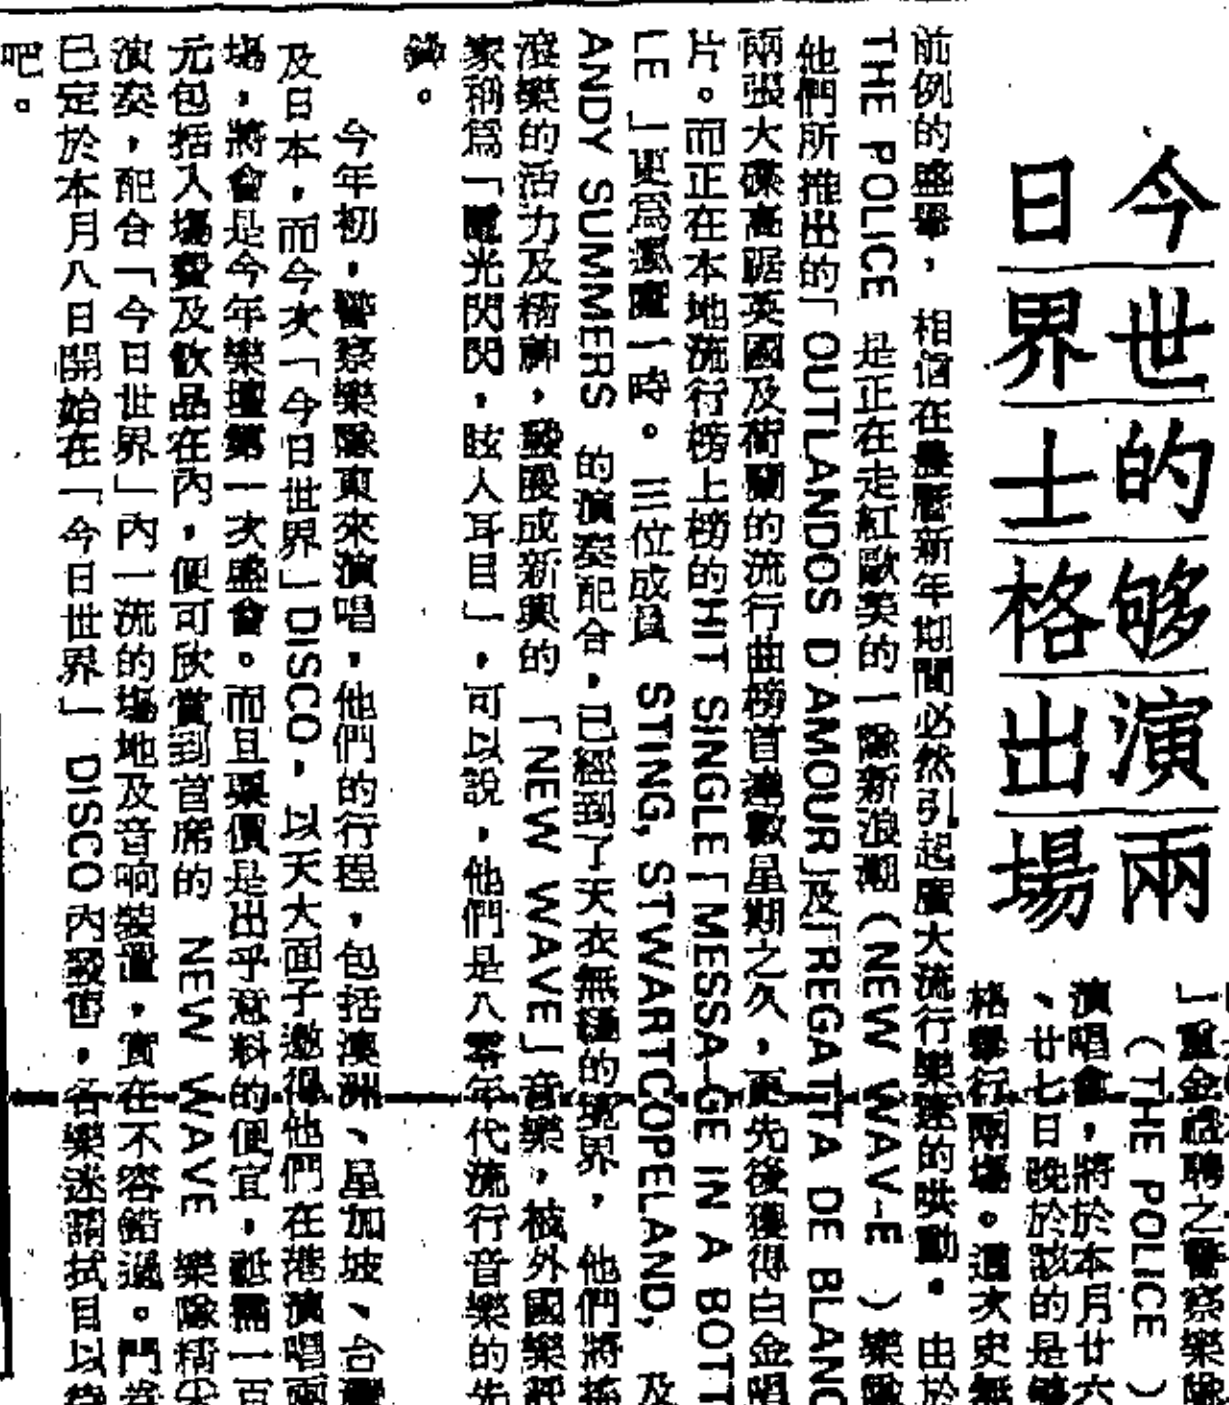 今世的够演兩
日界士格出場
」重金禮聘之警察樂隊
(THE POLICE)
演唱會,將於本月廿六
、廿七日晚於該的是够
格舉行兩場。這次史無
前例的盛舉, 相信在農曆新年期間必然引起廣大流行樂迷的哄動。由於
THE POLICE 是正在走紅歐美的一隊新浪潮(NEW WAV-E )樂隊
他們所推出的「OUTLANDOS D'AMOUR」及「REGATTA DE BLANC
兩張大碟高踞英國及荷蘭的流行曲榜首達數星期之久,更先後獲得白金唱
片。而正在本地流行榜上榜的HIT SINGLE「MESSA-GE IN A BOTT
LE 」更爲轟動一時。三位成員 STING, STWARTCOPELAND, 及
ANDY SUMMERS 的演奏配合,已經到了天衣無縫的境界, 他們將搖
滾樂的活力及精神,發展成新興的 「NEW WAVE」音樂,被外國樂評
家稱爲「電光閃閃,眩人耳目」,可以說,他們是八零年代流行音樂的先
鋒。
今年初,警察樂隊東來演唱,他們的行程,包括澳洲、星加坡、台灣
及日本,而今次「今日世界」DISCO,以天大面子邀得他們在港演唱兩
場,將會是今年樂壇第一次盛會。而且票價是出乎意料的便宜,祗需一百
元包括入場費及飲品在內,便可欣賞到首席的 NEW WAVE 樂隊精采
演奏,配合「今日世界」內一流的場地及音响裝置,實在不容錯過。門券
已定於本月八日開始在「今日世界」 DISCO內發售,各樂迷請拭目以待
吧。